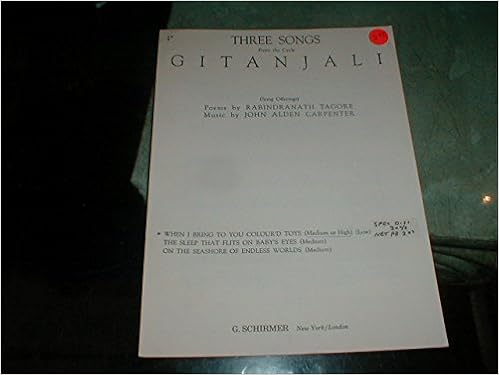 THREE SONGS
From the Cycle
GITANJALI
(Song Offerings)
Poems by RABINDRANATH TAGORE
Music by JOHN ALDEN CARPENTER
WHEN I BRING TO YOU COLOUR'D TOYS (Medium or High) (Low)
THE SLEEP THAT FLITS ON BABY'S EYES (Medium)
ON THE SEASHORE OF ENDLESS WORLDS (Medium)
G. SCHIRMER New York/London